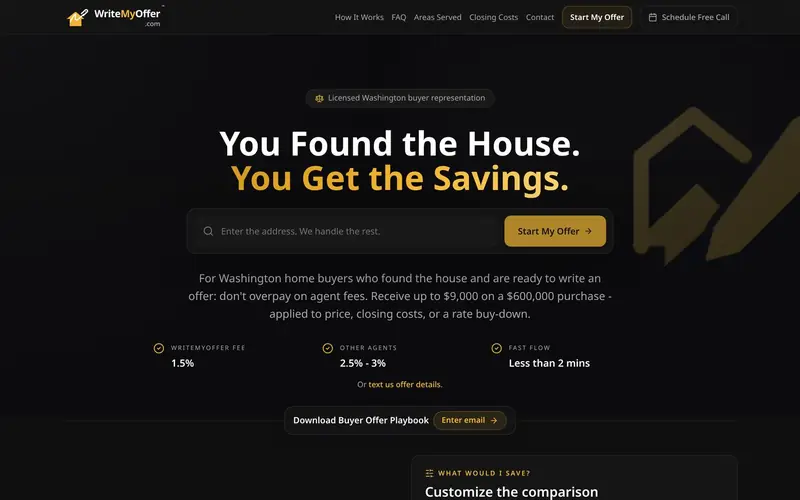 WriteMyOffer™
.com
How It Works FAQ Areas Served Closing Costs Contact Start My Offer Schedule Free Call
Licensed Washington buyer representation
You Found the House.
You Get the Savings.
Enter the address. We handle the rest. Start My Offer →
For Washington home buyers who found the house and are ready to write an
offer: don't overpay on agent fees. Receive up to $9,000 on a $600,000 purchase -
applied to price, closing costs, or a rate buy-down.
WRITEMYOFFER FEE
1.5%
OTHER AGENTS
2.5% - 3%
FAST FLOW
Less than 2 mins
Or text us offer details.
Download Buyer Offer Playbook Enter email →
WHAT WOULD I SAVE?
Customize the comparison